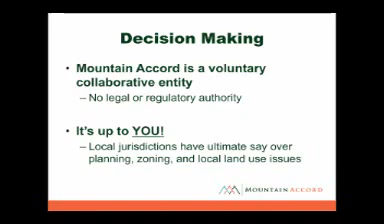 Decision Making
• Mountain Accord is a voluntary
collaborative entity
– No legal or regulatory authority
• It's up to YOU!
– Local jurisdictions have ultimate say over
planning, zoning, and local land use issues
MOUNTAIN ACCORD